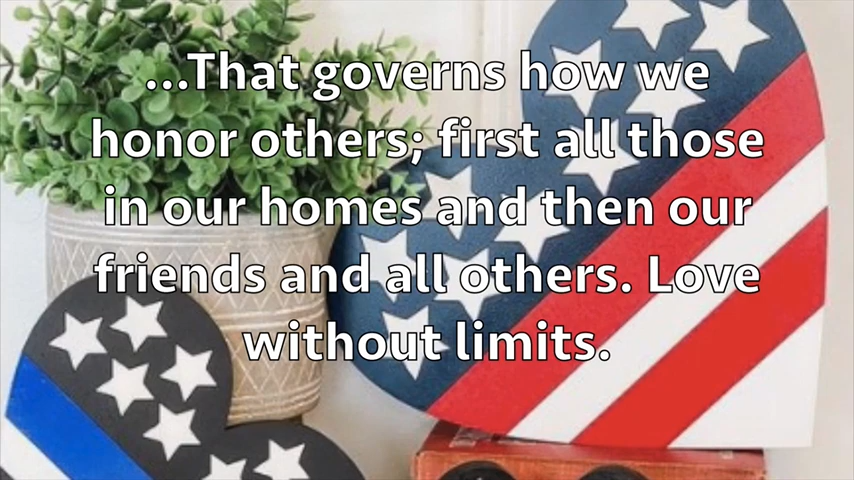 ...That governs how we
honor others; first all those
in our homes and then our
friends and all others. Love
without limits.